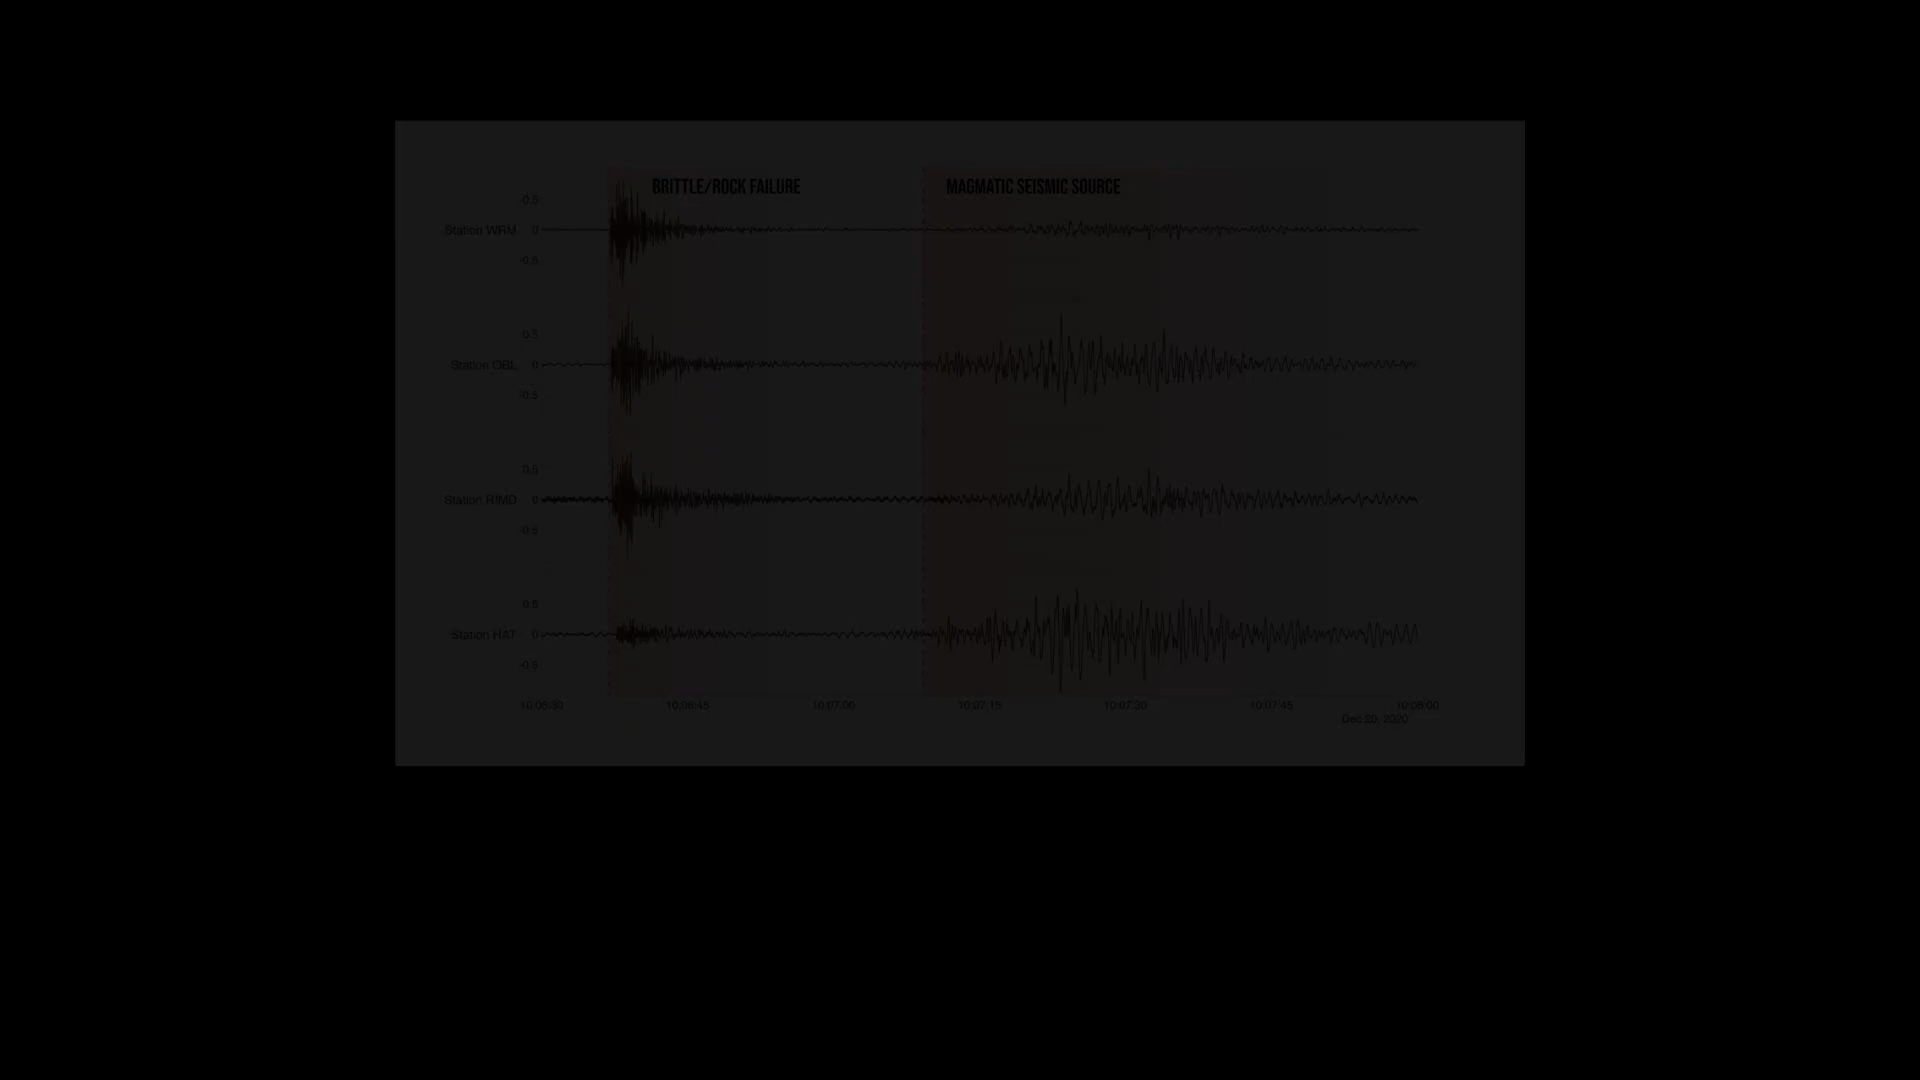 BRITTLE/ROCK FAILURE MAGMATIC SEISMIC SOURCE
0.5
Station WRM 0
-0.5
0.5
Station OBL 0
-0.5
0.5
Station RIMD 0
-0.5
0.5
Station HAT 0
-0.5
10:06:30 10:06:45 10:07:00 10:07:15 10:07:30 10:07:45 10:08:00
Dec 20, 2020